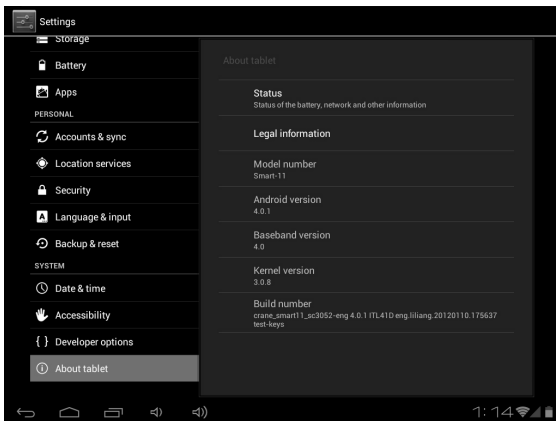 Settings
Storage
Battery
Apps
PERSONAL
Accounts & sync
Location services
Security
Language & input
Backup & reset
SYSTEM
Date & time
Accessibility
{ } Developer options
About tablet
About tablet
Status
Status of the battery, network and other information
Legal information
Model number
Smart-11
Android version
4.0.1
Baseband version
4.0
Kernel version
3.0.8
Build number
crane_smart11_sc3052-eng 4.0.1 ITL41D eng.liliang.20120110.175637
test-keys
1:14